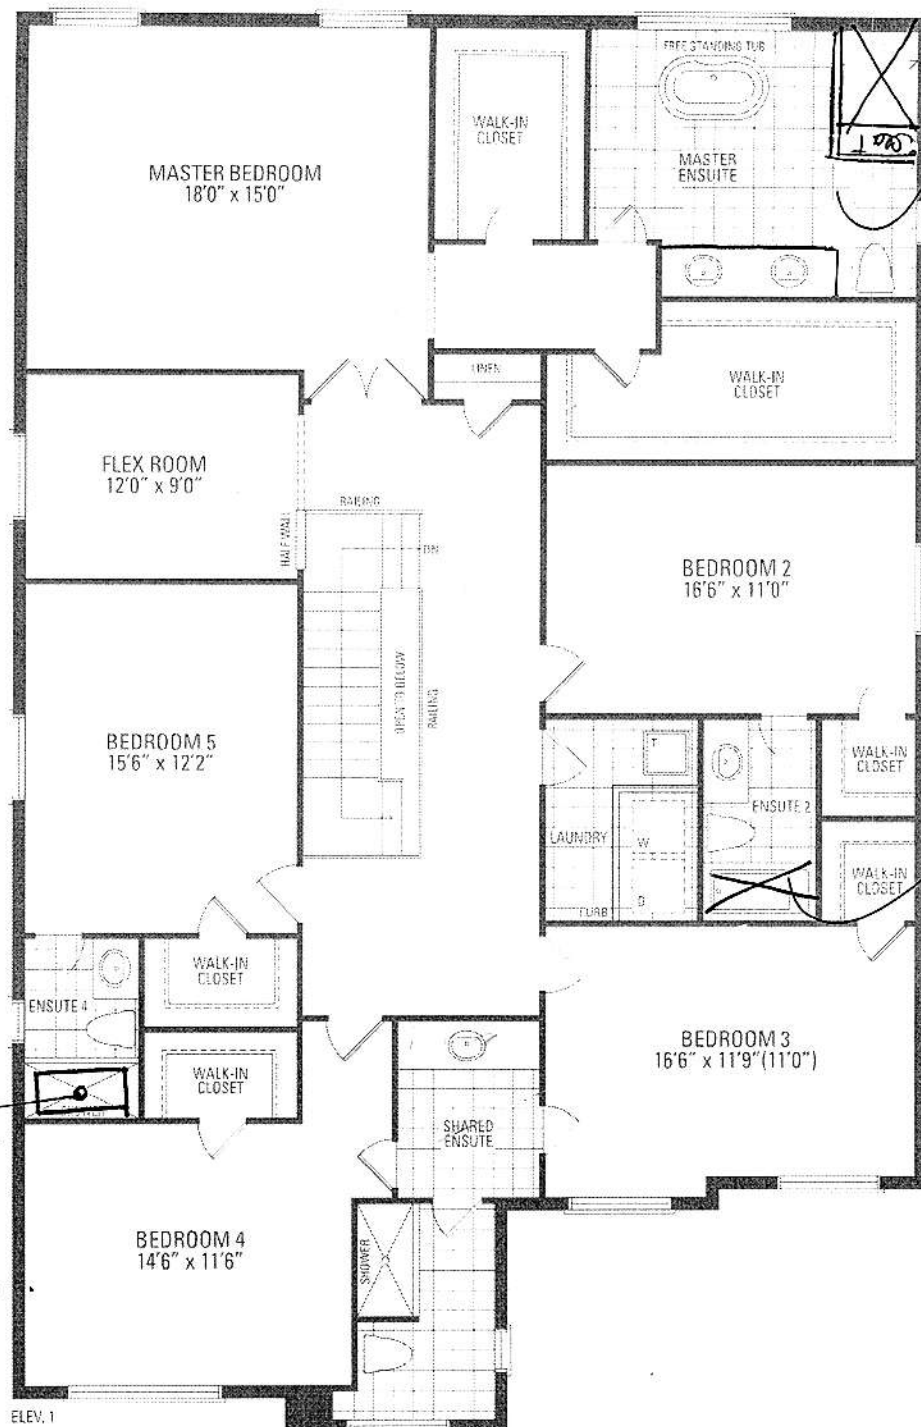 FREE STANDING TUB
WALK-IN
CLOSET
MASTER BEDROOM
18'0" x 15'0"
MASTER
ENSUITE
Seat
LINEN
WALK-IN
CLOSET
FLEX ROOM
12'0" x 9'0"
RAILING
HALF WALL
DN
BEDROOM 2
16'6" x 11'0"
OPEN TO BELOW
RAILING
BEDROOM 5
15'6" x 12'2"
T
WALK-IN
CLOSET
ENSUITE 2
LAUNDRY
W
WALK-IN
CLOSET
D
CURB
WALK-IN
CLOSET
ENSUITE 4
BEDROOM 3
16'6" x 11'9"(11'0")
WALK-IN
CLOSET
SHARED
ENSUITE
BEDROOM 4
14'6" x 11'6"
SHOWER
ELEV. 1